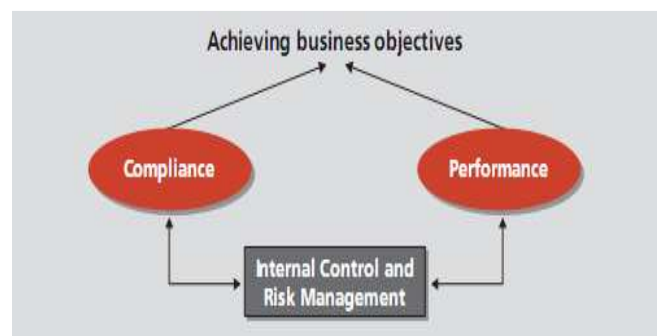 Achieving business objectives
Compliance
Performance
Internal Control and
Risk Management